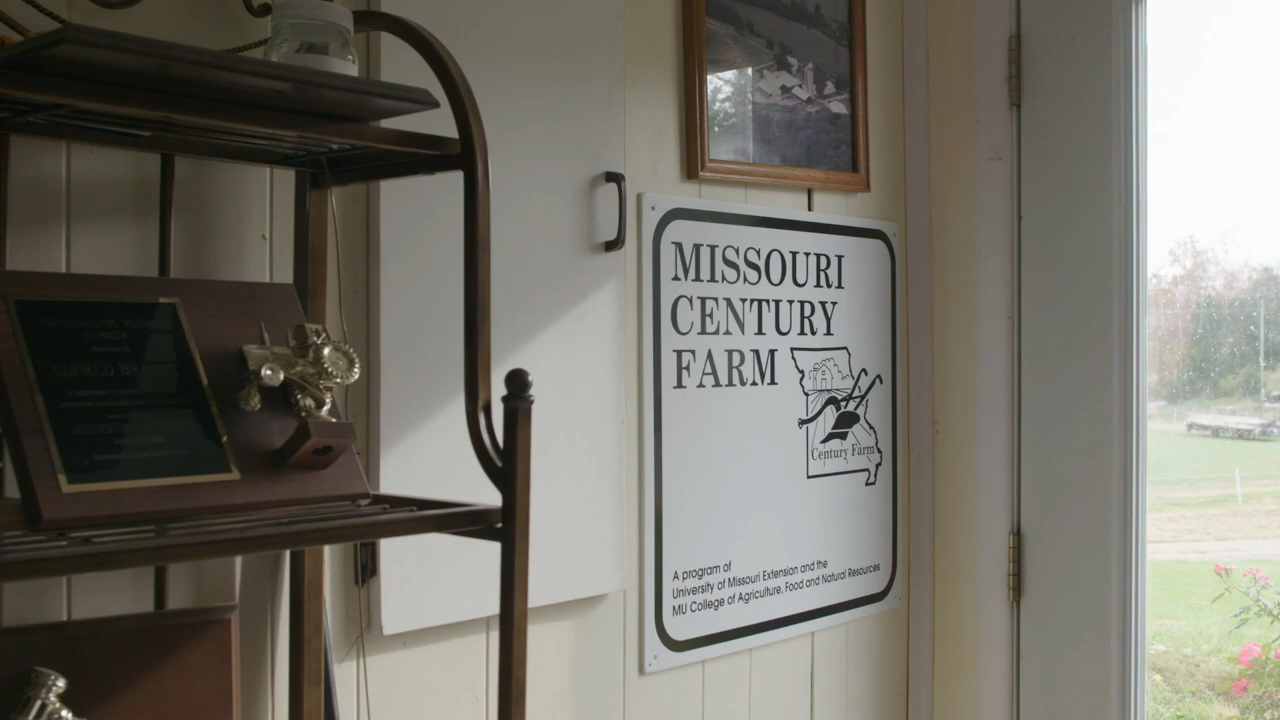 MISSOURI
CENTURY
FARM
Century Farm
A program of
University of Missouri Extension and the
MU College of Agriculture, Food and Natural Resources